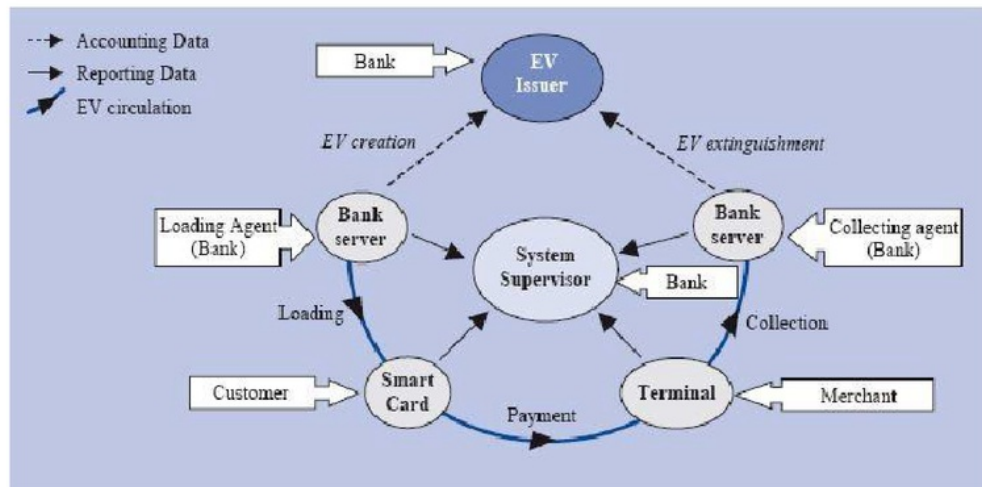 Accounting Data
Reporting Data
EV circulation
Bank
EV
Issuer
EV creation
EV extinguishment
Loading Agent
(Bank)
Bank
server
System
Supervisor
Bank
Bank
server
Collecting agent
(Bank)
Loading
Collection
Customer
Smart
Card
Payment
Terminal
Merchant